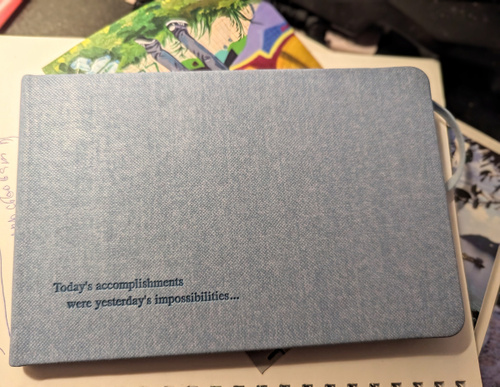 Today's accomplishments
were yesterday's impossibilities...